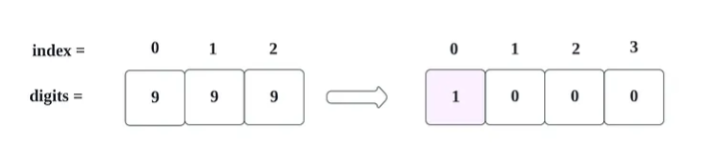 index = 0 1 2 0 1 2 3
digits = 9 9 9 1 0 0 0